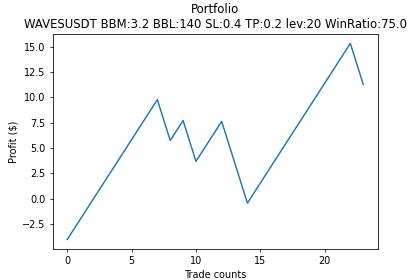 Portfolio
WAVESUSDT BBM:3.2 BBL:140 SL:0.4 TP:0.2 lev:20 WinRatio:75.0
15.0
12.5
10.0
7.5
5.0
2.5
0.0
−2.5
Profit ($)
0 5 10 15 20
Trade counts